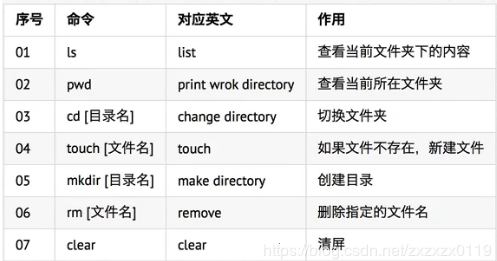 序号 命令 对应英文 作用
01 ls list 查看当前文件夹下的内容
02 pwd print wrok directory 查看当前所在文件夹
03 cd [目录名] change directory 切换文件夹
04 touch [文件名] touch 如果文件不存在，新建文件
05 mkdir [目录名] make directory 创建目录
06 rm [文件名] remove 删除指定的文件名
07 clear clear 清屏
https://blog.csdn.net/zxzxzx0119